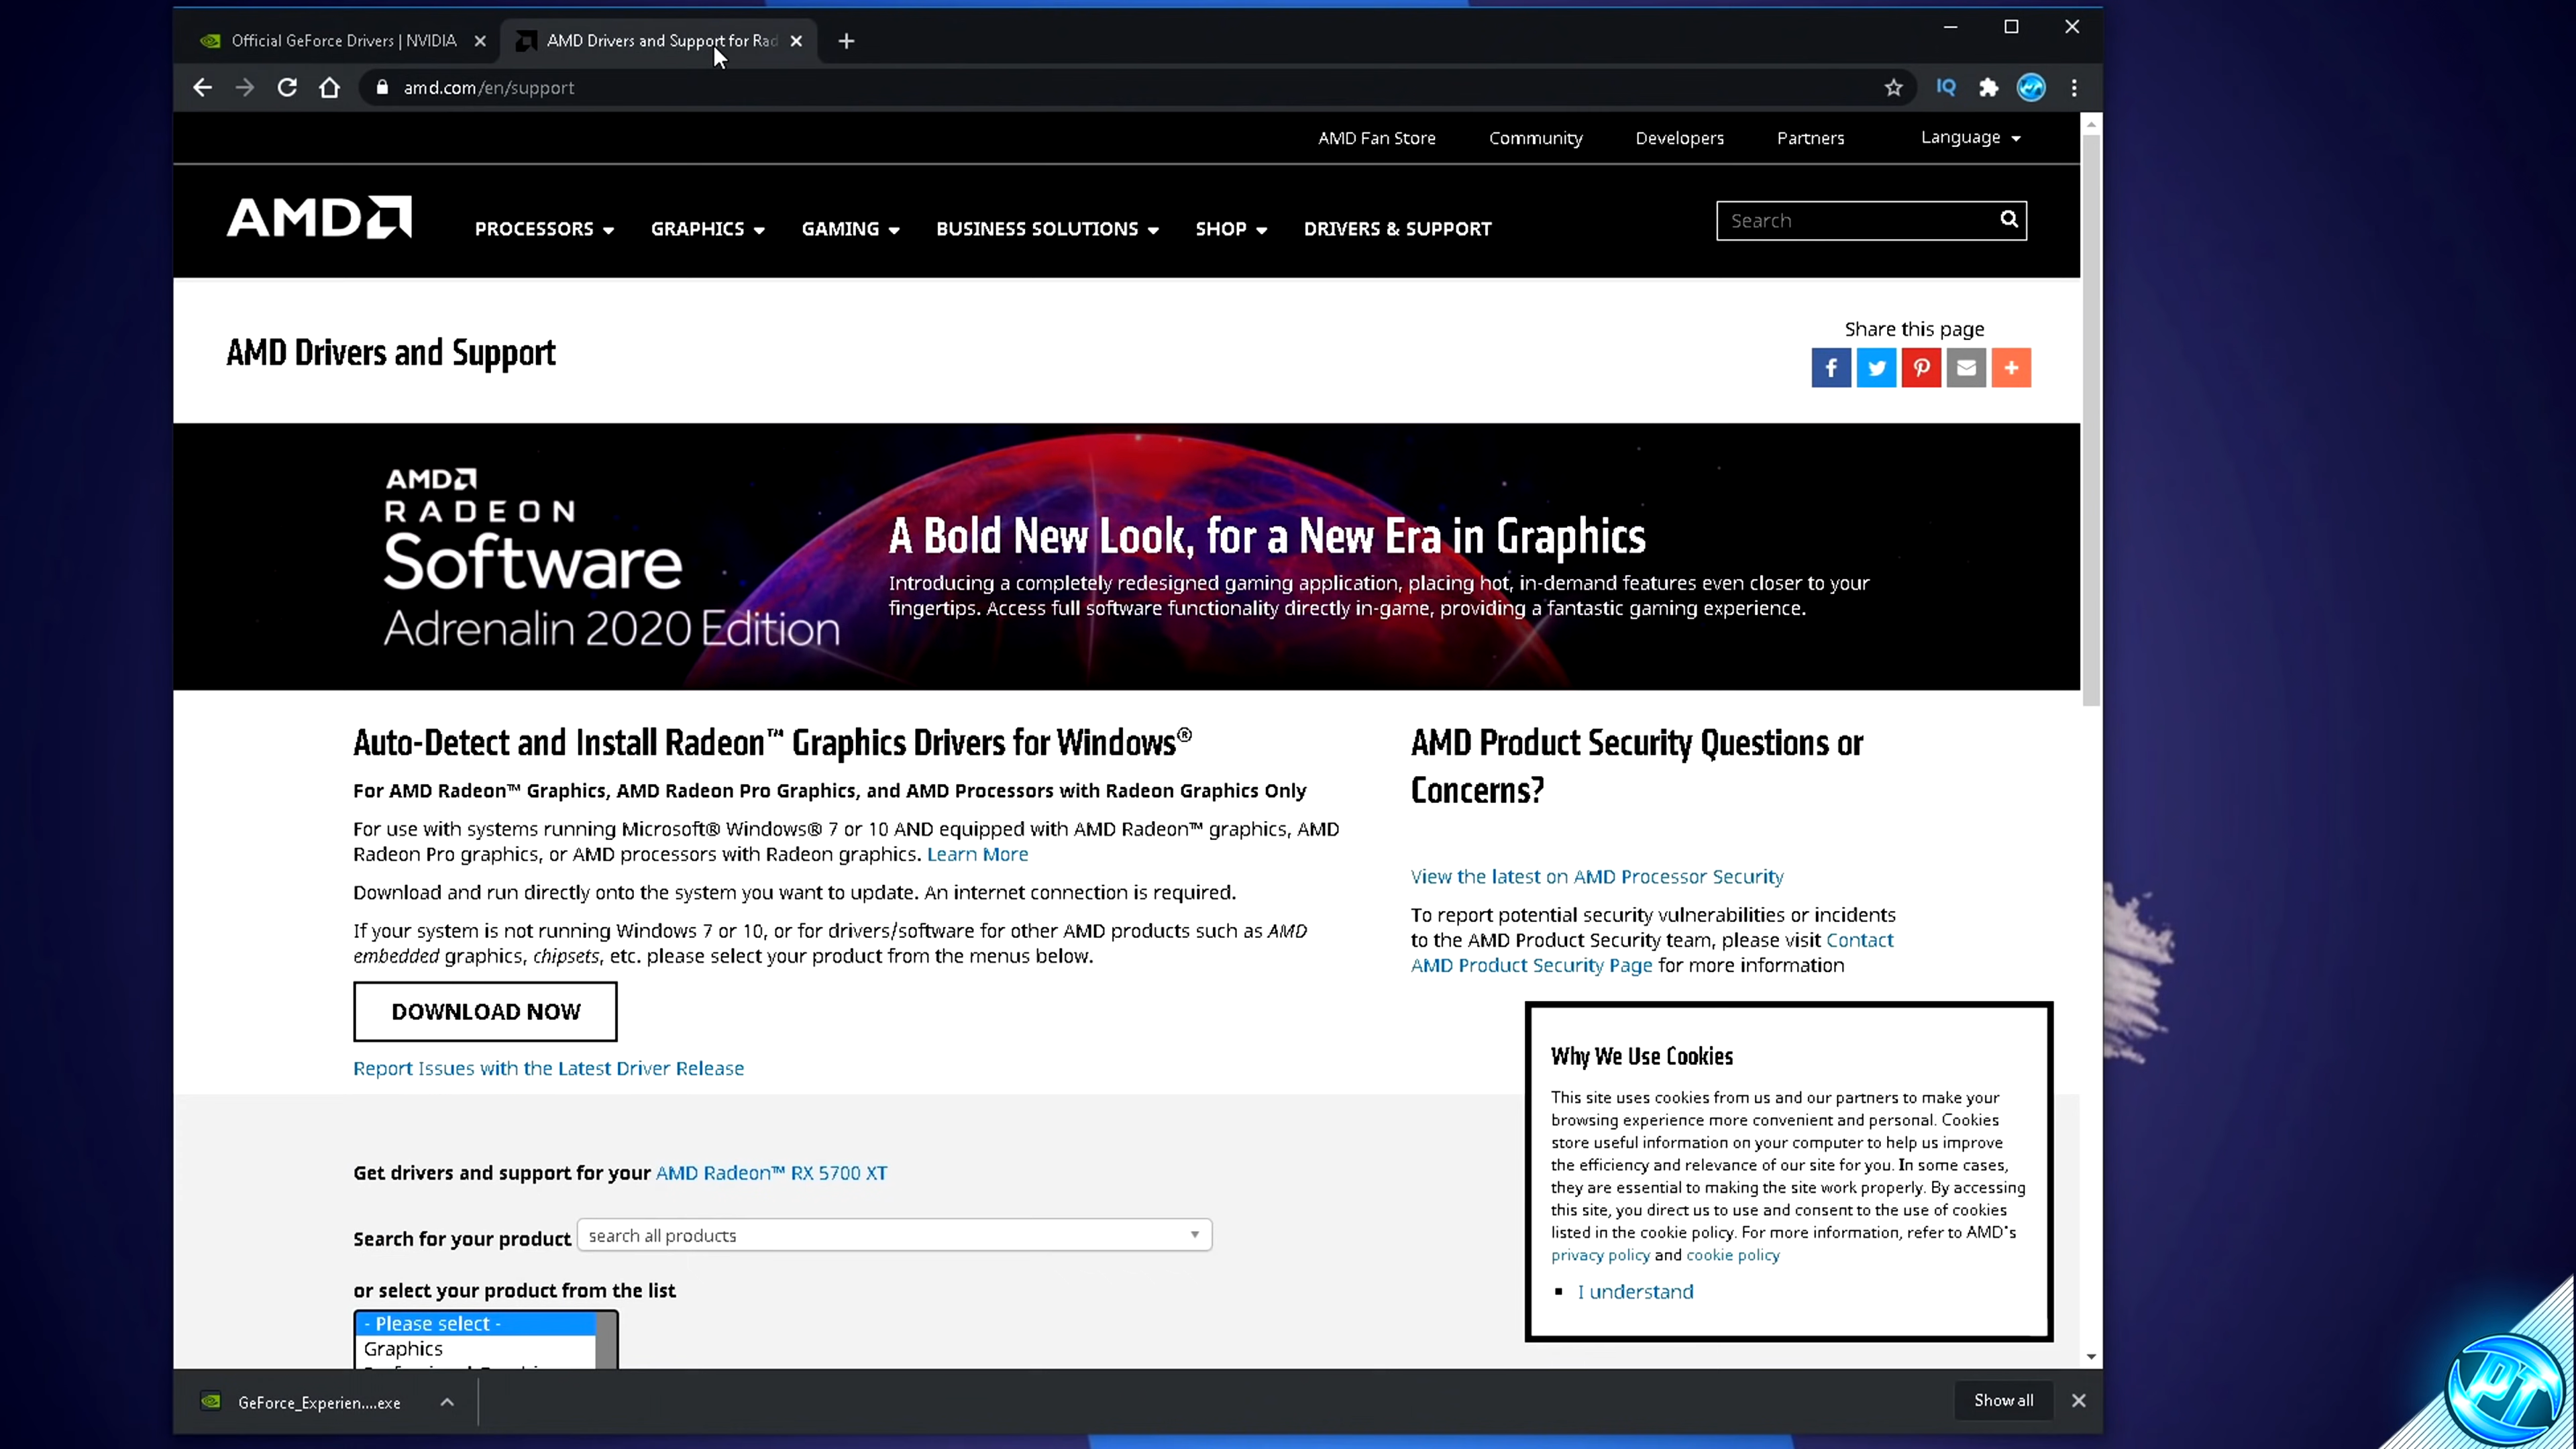 Official GeForce Drivers | NVIDIA
AMD Drivers and Support for Rad
amd.com/en/support
IQ
AMD Fan Store
Community
Developers
Partners
Language
AMD
PROCESSORS
GRAPHICS
GAMING
BUSINESS SOLUTIONS
SHOP
DRIVERS & SUPPORT
Search
AMD Drivers and Support
Share this page
AMD
RADEON
Software
Adrenalin 2020 Edition
A Bold New Look, for a New Era in Graphics
Introducing a completely redesigned gaming application, placing hot, in-demand features even closer to your
fingertips. Access full software functionality directly in-game, providing a fantastic gaming experience.
Auto-Detect and Install Radeon™ Graphics Drivers for Windows®
For AMD Radeon™ Graphics, AMD Radeon Pro Graphics, and AMD Processors with Radeon Graphics Only
For use with systems running Microsoft® Windows® 7 or 10 AND equipped with AMD Radeon™ graphics, AMD
Radeon Pro graphics, or AMD processors with Radeon graphics. Learn More
Download and run directly onto the system you want to update. An internet connection is required.
If your system is not running Windows 7 or 10, or for drivers/software for other AMD products such as AMD
embedded graphics, chipsets, etc. please select your product from the menus below.
DOWNLOAD NOW
Report Issues with the Latest Driver Release
AMD Product Security Questions or
Concerns?
View the latest on AMD Processor Security
To report potential security vulnerabilities or incidents
to the AMD Product Security team, please visit Contact
AMD Product Security Page for more information
Get drivers and support for your AMD Radeon™ RX 5700 XT
Search for your product search all products
or select your product from the list
- Please select -
Graphics
Why We Use Cookies
This site uses cookies from us and our partners to make your
browsing experience more convenient and personal. Cookies
store useful information on your computer to help us improve
the efficiency and relevance of our site for you. In some cases,
they are essential to making the site work properly. By accessing
this site, you direct us to use and consent to the use of cookies
listed in the cookie policy. For more information, refer to AMD's
privacy policy and cookie policy
I understand
GeForce_Experien....exe
Show all
PT